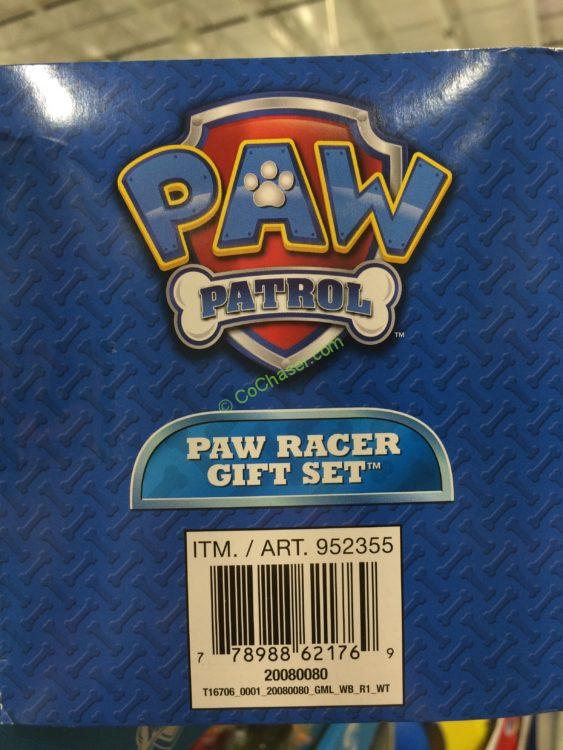 PAW
PATROL
™
© CoChaser.com
PAW RACER
GIFT SET™
ITM. / ART. 952355
7 78988 62176 9
20080080
T16706_0001_20080080_GML_WB_R1_WT